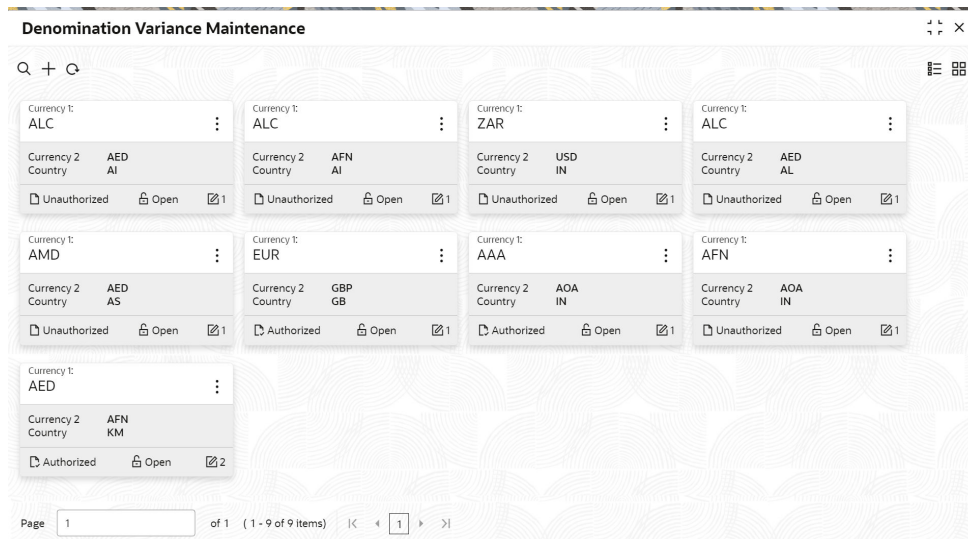 Denomination Variance Maintenance
Currency 1:
ALC
Currency 2 AED
Country AI
Unauthorized Open 1
Currency 1:
ALC
Currency 2 AFN
Country AI
Unauthorized Open 1
Currency 1:
ZAR
Currency 2 USD
Country IN
Unauthorized Open 1
Currency 1:
ALC
Currency 2 AED
Country AL
Unauthorized Open 1
Currency 1:
AMD
Currency 2 AED
Country AS
Unauthorized Open 1
Currency 1:
EUR
Currency 2 GBP
Country GB
Authorized Open 1
Currency 1:
AAA
Currency 2 AOA
Country IN
Authorized Open 1
Currency 1:
AFN
Currency 2 AOA
Country IN
Unauthorized Open 1
Currency 1:
AED
Currency 2 AFN
Country KM
Authorized Open 2
Page 1 of 1 ( 1 - 9 of 9 items) 1